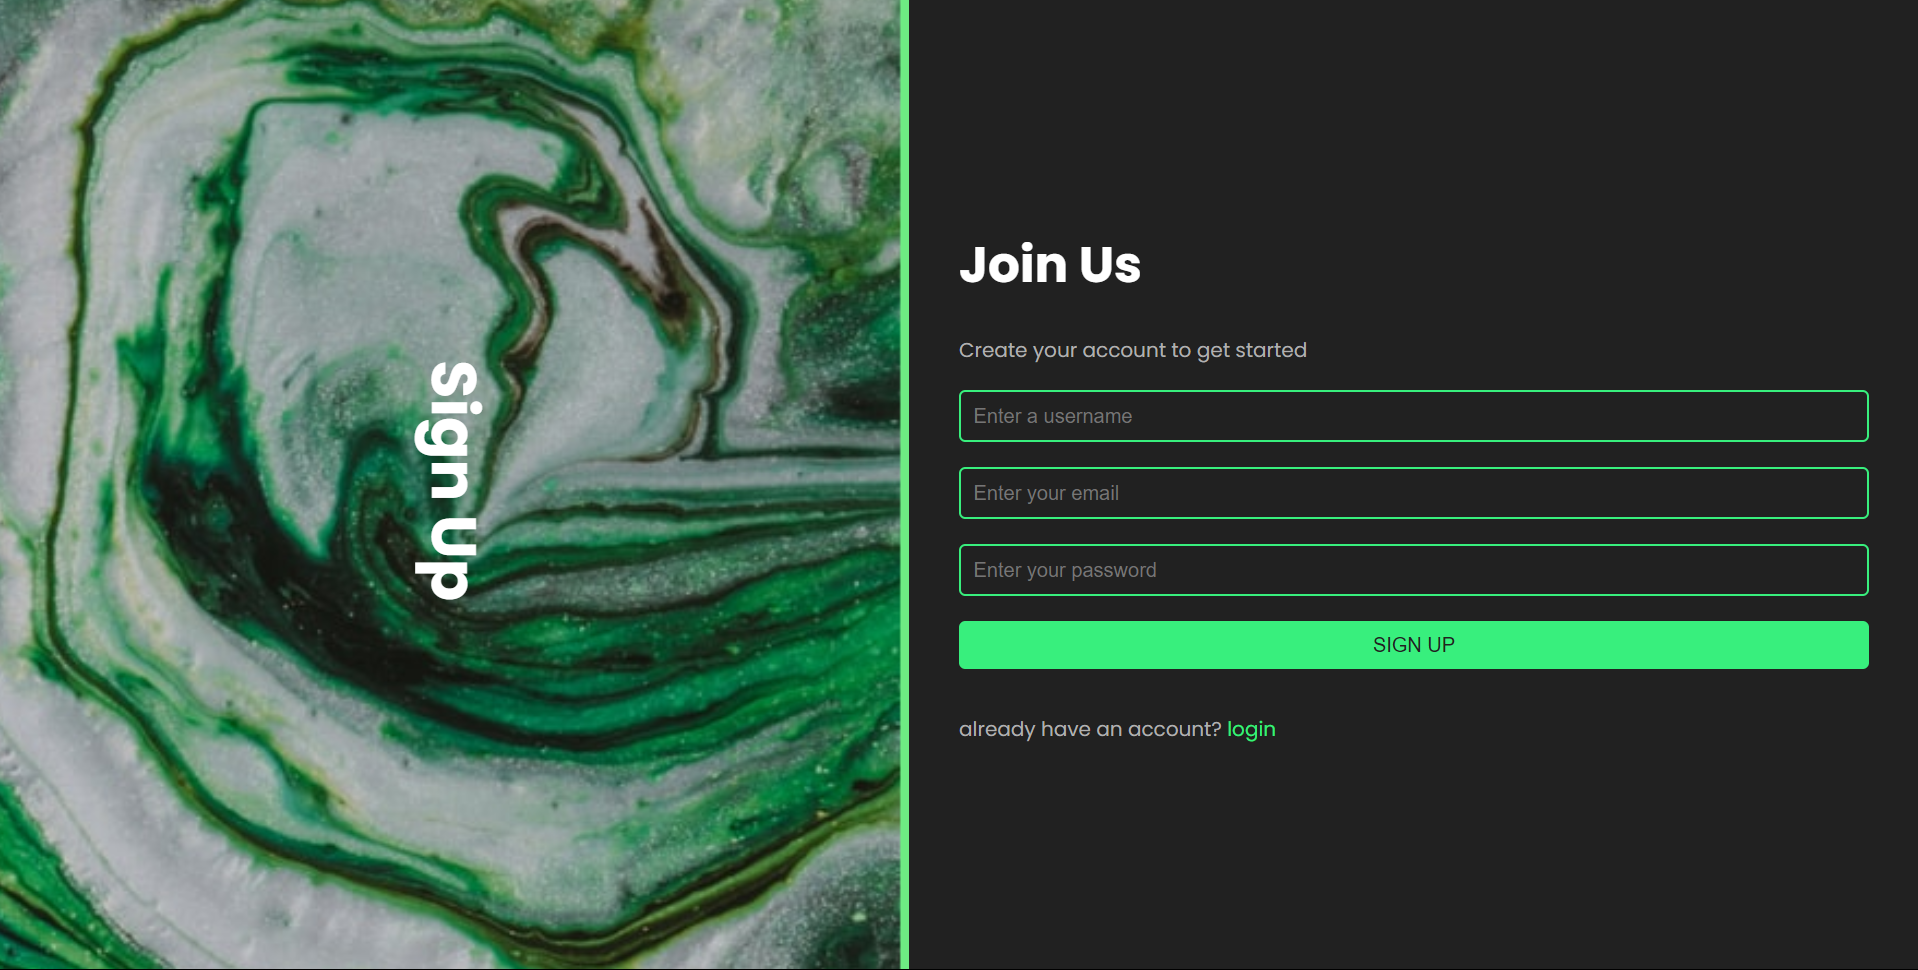 Sign Up
Join Us
Create your account to get started
Enter a username
Enter your email
Enter your password
SIGN UP
already have an account? login